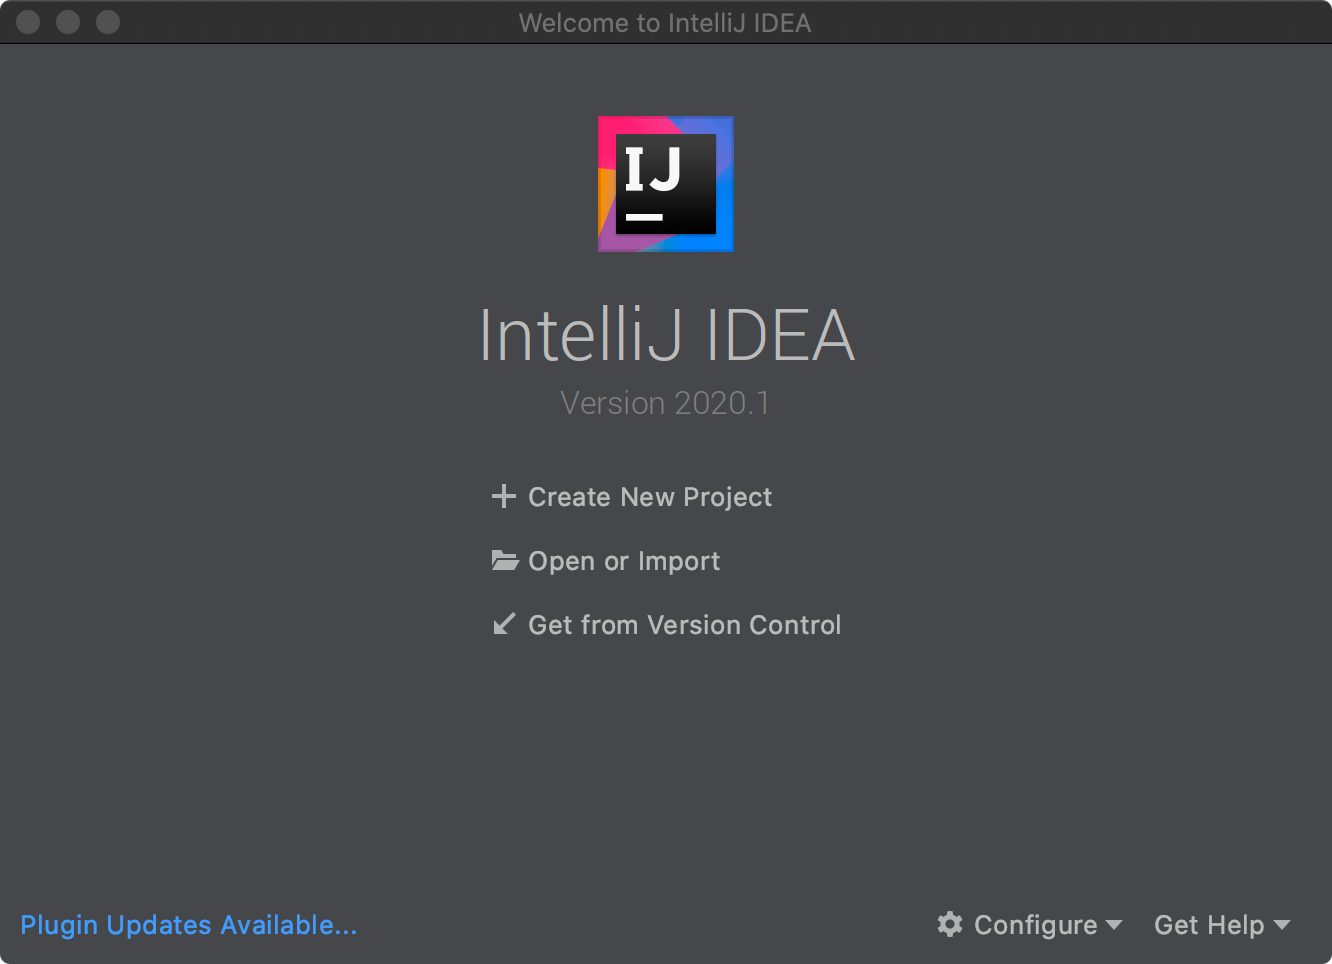 Welcome to IntelliJ IDEA
IJ
IntelliJ IDEA
Version 2020.1
Create New Project
Open or Import
Get from Version Control
Plugin Updates Available...
Configure
Get Help